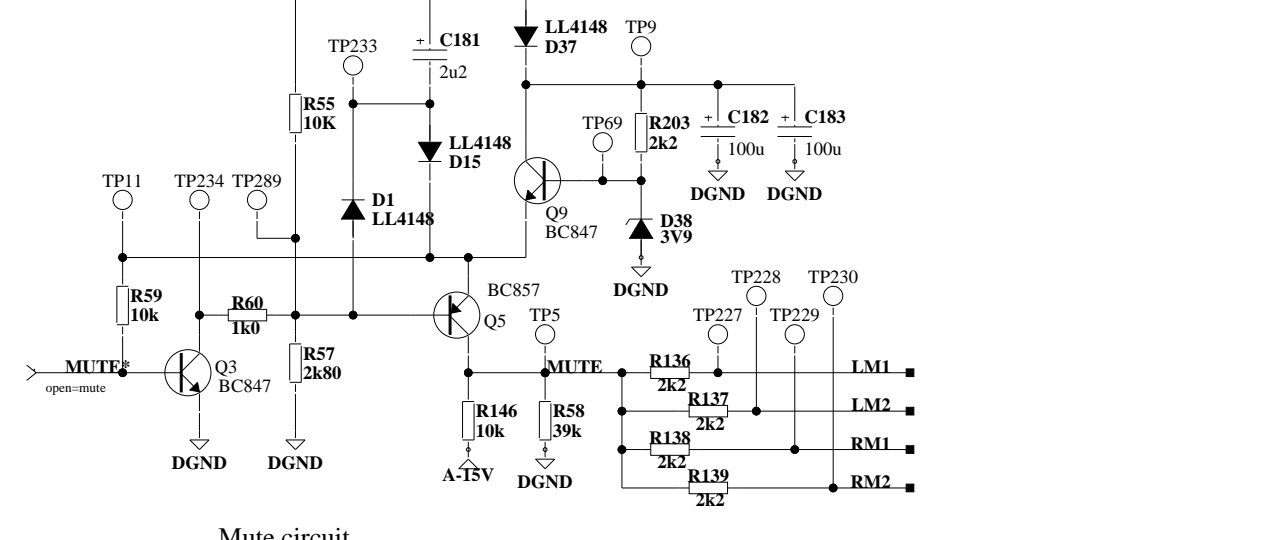 LL4148
D37
TP9
TP233
+ C181
2u2
R55
10K
TP69
R203
2k2
+ C182
100u
+ C183
100u
LL4148
D15
DGND
DGND
TP11
TP234
TP289
D1
LL4148
Q9
BC847
D38
3V9
DGND
BC857
Q5
TP228
TP230
R59
10k
R60
1k0
TP5
TP227
TP229
MUTE*
open=mute
Q3
BC847
R57
2k80
MUTE
R136
2k2
LM1
R137
2k2
LM2
R146
10k
R58
39k
R138
2k2
RM1
DGND
DGND
A-15V
DGND
R139
2k2
RM2
Mute circuit